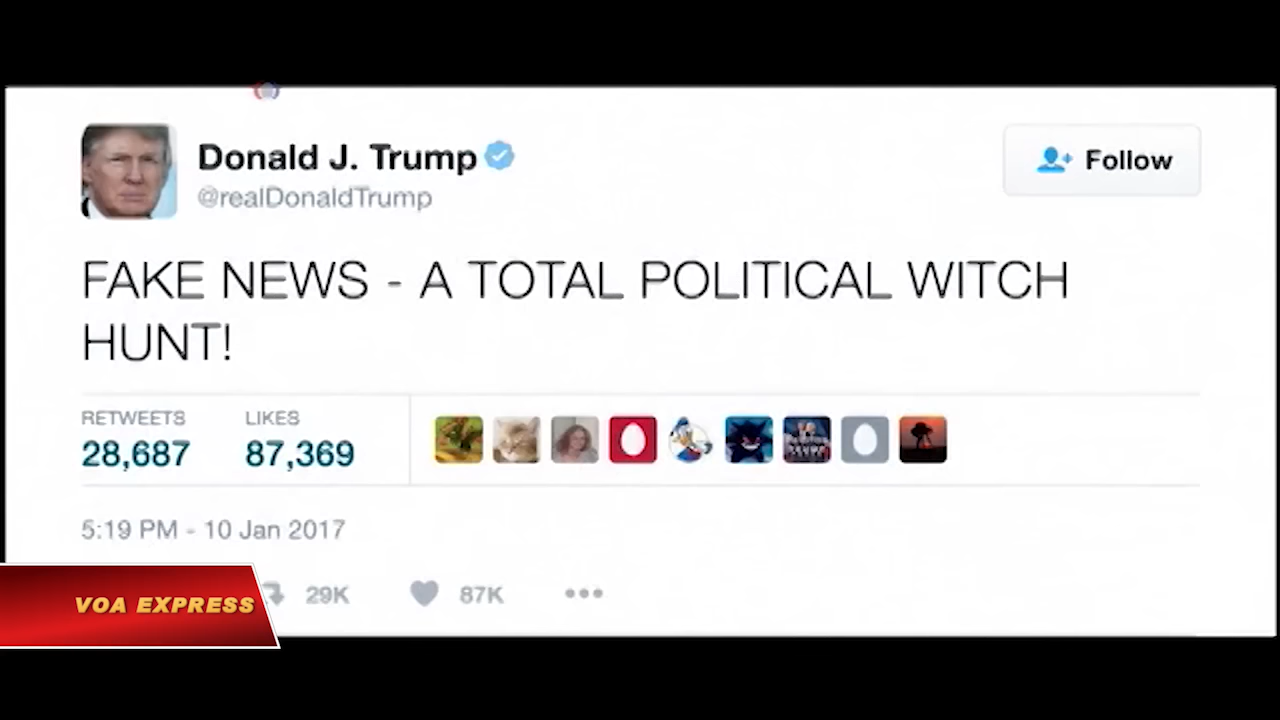 Donald J. Trump
@realDonaldTrump
Follow
FAKE NEWS - A TOTAL POLITICAL WITCH
HUNT!
RETWEETS LIKES
28,687 87,369
5:19 PM - 10 Jan 2017
29K 87K
VOA EXPRESS